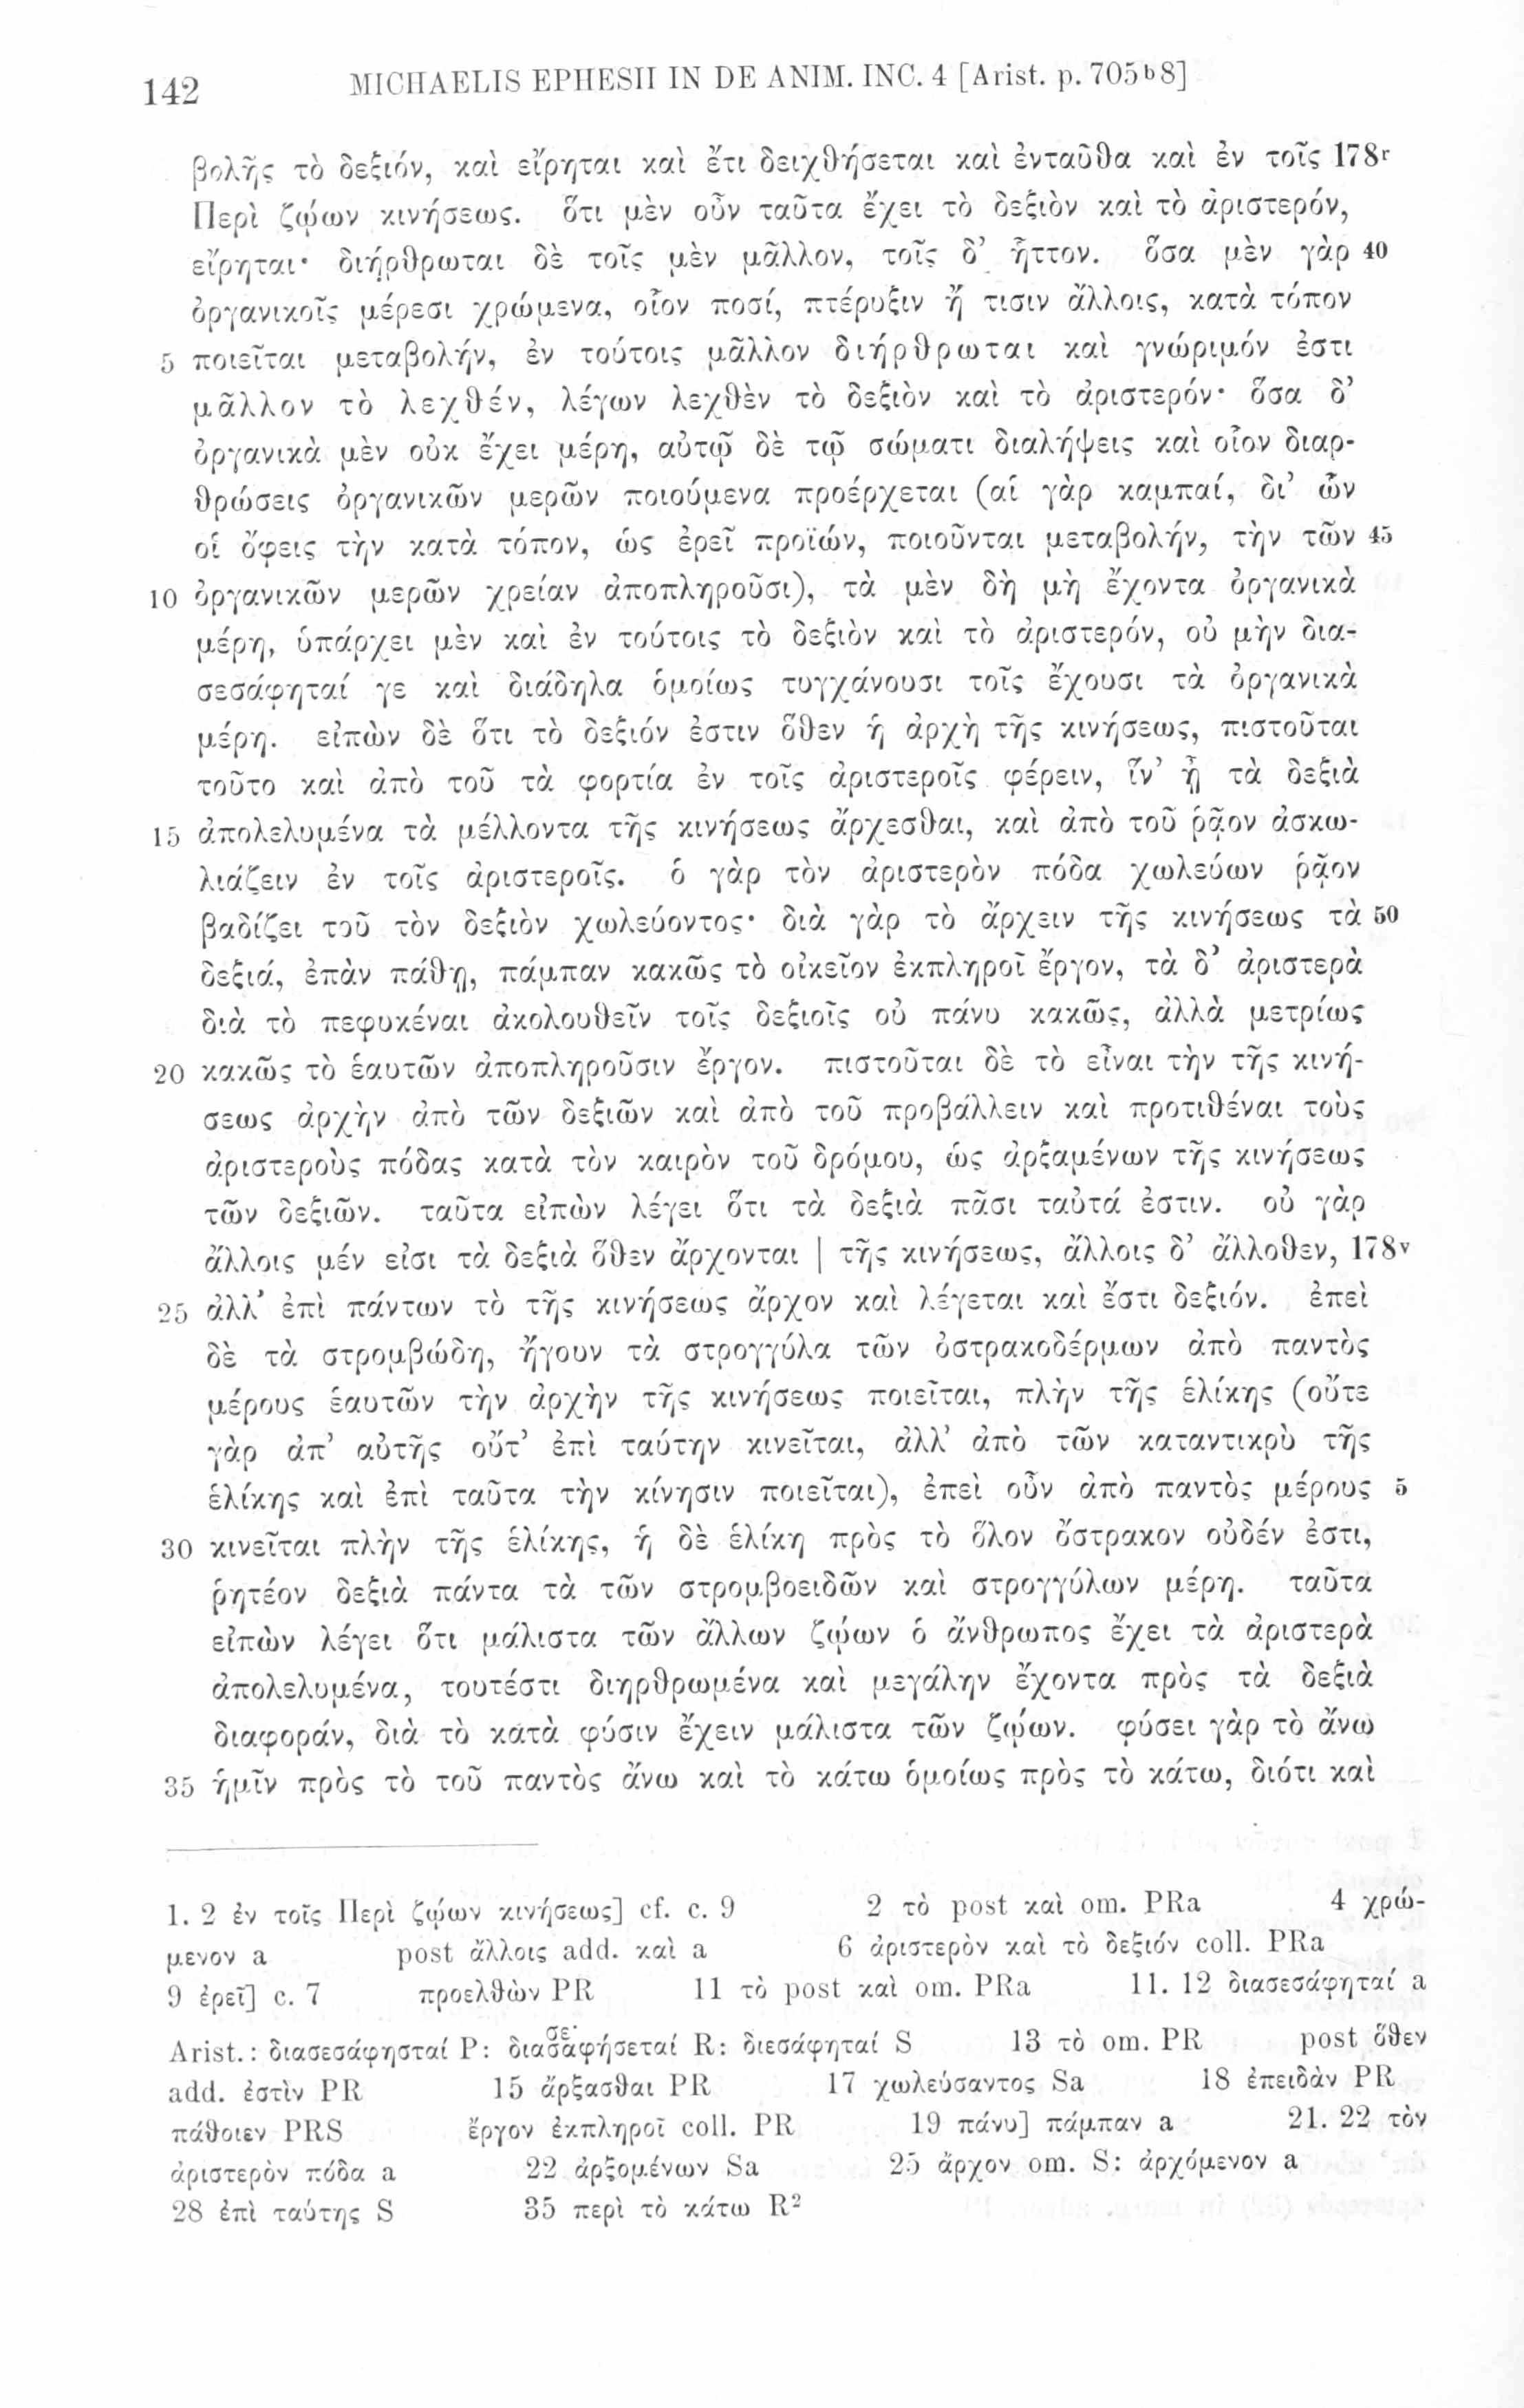 142 MICHAELIS EPHESII IN DE ANIM. INC. 4 [Arist. p. 705ᵇ8]
βολῆς τὸ δεξιόν, καὶ εἴρηται καὶ ἔτι δειχθήσεται καὶ ἐνταῦθα καὶ ἐν τοῖς 178ʳ
Περὶ ζῴων κινήσεως. ὅτι μὲν οὖν ταῦτα ἔχει τὸ δεξιὸν καὶ τὸ ἀριστερόν,
εἴρηται· διήρθρωται δὲ τοῖς μὲν μᾶλλον, τοῖς δ’ ἧττον. ὅσα μὲν γὰρ 40
ὀργανικοῖς μέρεσι χρώμενα, οἷον ποσί, πτέρυξιν ἤ τισιν ἄλλοις, κατὰ τόπον
5 ποιεῖται μεταβολήν, ἐν τούτοις μᾶλλον διήρθρωται καὶ γνώριμόν ἐστι
μᾶλλον τὸ λεχθέν, λέγων λεχθὲν τὸ δεξιὸν καὶ τὸ ἀριστερόν· ὅσα δ’
ὀργανικὰ μὲν οὐκ ἔχει μέρη, αὐτῷ δὲ τῷ σώματι διαλήψεις καὶ οἷον διαρ-
θρώσεις ὀργανικῶν μερῶν ποιούμενα προέρχεται (αἱ γὰρ καμπαί, δι’ ὧν
οἱ ὄφεις τὴν κατὰ τόπον, ὡς ἐρεῖ προϊών, ποιοῦνται μεταβολήν, τὴν τῶν 45
10 ὀργανικῶν μερῶν χρείαν ἀποπληροῦσι), τὰ μὲν δὴ μὴ ἔχοντα ὀργανικὰ
μέρη, ὑπάρχει μὲν καὶ ἐν τούτοις τὸ δεξιὸν καὶ τὸ ἀριστερόν, οὐ μὴν δια-
σεσάφηταί γε καὶ διάδηλα ὁμοίως τυγχάνουσι τοῖς ἔχουσι τὰ ὀργανικὰ
μέρη. εἰπὼν δὲ ὅτι τὸ δεξιόν ἐστιν ὅθεν ἡ ἀρχὴ τῆς κινήσεως, πιστοῦται
τοῦτο καὶ ἀπὸ τοῦ τὰ φορτία ἐν τοῖς ἀριστεροῖς φέρειν, ἵν’ ᾖ τὰ δεξιὰ
15 ἀπολελυμένα τὰ μέλλοντα τῆς κινήσεως ἄρχεσθαι, καὶ ἀπὸ τοῦ ῥᾷον ἀσκω-
λιάζειν ἐν τοῖς ἀριστεροῖς. ὁ γὰρ τὸν ἀριστερὸν πόδα χωλεύων ῥᾷον
βαδίζει τοῦ τὸν δεξιὸν χωλεύοντος· διὰ γὰρ τὸ ἄρχειν τῆς κινήσεως τὰ 50
δεξιά, ἐπὰν πάθῃ, πάμπαν κακῶς τὸ οἰκεῖον ἐκπληροῖ ἔργον, τὰ δ’ ἀριστερὰ
διὰ τὸ πεφυκέναι ἀκολουθεῖν τοῖς δεξιοῖς οὐ πάνυ κακῶς, ἀλλὰ μετρίως
20 κακῶς τὸ ἑαυτῶν ἀποπληροῦσιν ἔργον. πιστοῦται δὲ τὸ εἶναι τὴν τῆς κινή-
σεως ἀρχὴν ἀπὸ τῶν δεξιῶν καὶ ἀπὸ τοῦ προβάλλειν καὶ προτιθέναι τοὺς
ἀριστεροὺς πόδας κατὰ τὸν καιρὸν τοῦ δρόμου, ὡς ἀρξαμένων τῆς κινήσεως
τῶν δεξιῶν. ταῦτα εἰπὼν λέγει ὅτι τὰ δεξιὰ πᾶσι ταὐτά ἐστιν. οὐ γὰρ
ἄλλοις μέν εἰσι τὰ δεξιὰ ὅθεν ἄρχονται | τῆς κινήσεως, ἄλλοις δ’ ἄλλοθεν, 178ᵛ
25 ἀλλ’ ἐπὶ πάντων τὸ τῆς κινήσεως ἄρχον καὶ λέγεται καὶ ἔστι δεξιόν. ἐπεὶ
δὲ τὰ στρομβώδη, ἤγουν τὰ στρογγύλα τῶν ὀστρακοδέρμων ἀπὸ παντὸς
μέρους ἑαυτῶν τὴν ἀρχὴν τῆς κινήσεως ποιεῖται, πλὴν τῆς ἑλίκης (οὔτε
γὰρ ἀπ’ αὐτῆς οὔτ’ ἐπὶ ταύτην κινεῖται, ἀλλ’ ἀπὸ τῶν καταντικρὺ τῆς
ἑλίκης καὶ ἐπὶ ταῦτα τὴν κίνησιν ποιεῖται), ἐπεὶ οὖν ἀπὸ παντὸς μέρους 5
30 κινεῖται πλὴν τῆς ἑλίκης, ἡ δὲ ἑλίκη πρὸς τὸ ὅλον ὄστρακον οὐδέν ἐστι,
ῥητέον δεξιὰ πάντα τὰ τῶν στρομβοειδῶν καὶ στρογγύλων μέρη. ταῦτα
εἰπὼν λέγει ὅτι μάλιστα τῶν ἄλλων ζῴων ὁ ἄνθρωπος ἔχει τὰ ἀριστερὰ
ἀπολελυμένα, τουτέστι διηρθρωμένα καὶ μεγάλην ἔχοντα πρὸς τὰ δεξιὰ
διαφοράν, διὰ τὸ κατὰ φύσιν ἔχειν μάλιστα τῶν ζῴων. φύσει γὰρ τὸ ἄνω
35 ἡμῖν πρὸς τὸ τοῦ παντὸς ἄνω καὶ τὸ κάτω ὁμοίως πρὸς τὸ κάτω, διότι καὶ
1. 2 ἐν τοῖς Περὶ ζῴων κινήσεως] cf. c. 9 2 τὸ post καὶ om. PRa 4 χρώ-
μενον a post ἄλλοις add. καὶ a 6 ἀριστερὸν καὶ τὸ δεξιόν coll. PRa
9 ἐρεῖ] c. 7 προελθὼν PR 11 τὸ post καὶ om. PRa 11. 12 διασεσάφηταί a
Arist.: διασεσάφησταί P: διασαφήσεταί R: διεσάφηταί S 13 τὸ om. PR post ὅθεν
add. ἐστὶν PR 15 ἄρξασθαι PR 17 χωλεύσαντος Sa 18 ἐπειδὰν PR
πάθοιεν PRS ἔργον ἐκπληροῖ coll. PR 19 πάνυ] πάμπαν a 21. 22 τὸν
ἀριστερὸν πόδα a 22 ἀρξομένων Sa 25 ἄρχον om. S: ἀρχόμενον a
28 ἐπὶ ταύτης S 35 περὶ τὸ κάτω R²